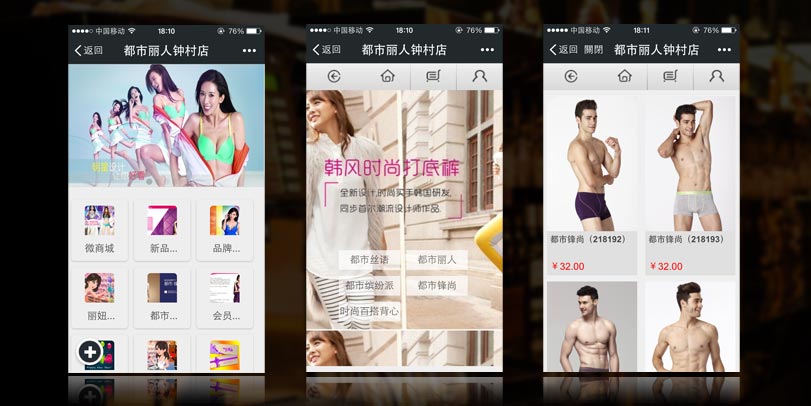 中国移动 18:10 76%
返回 都市丽人钟村店
微商城 新品... 品牌...
丽妞... 都市... 会员...
中国移动 18:10 76%
返回 都市丽人钟村店
韩风时尚打底裤
全新设计,时尚买手韩国研发,
同步首尔潮流设计师作品.
都市丝语 都市丽人
都市缤纷派 都市锋尚
时尚百搭背心
中国移动 18:11 76%
返回 關閉 都市丽人钟村店
都市锋尚(218192) 都市锋尚(218193)
¥32.00 ¥32.00